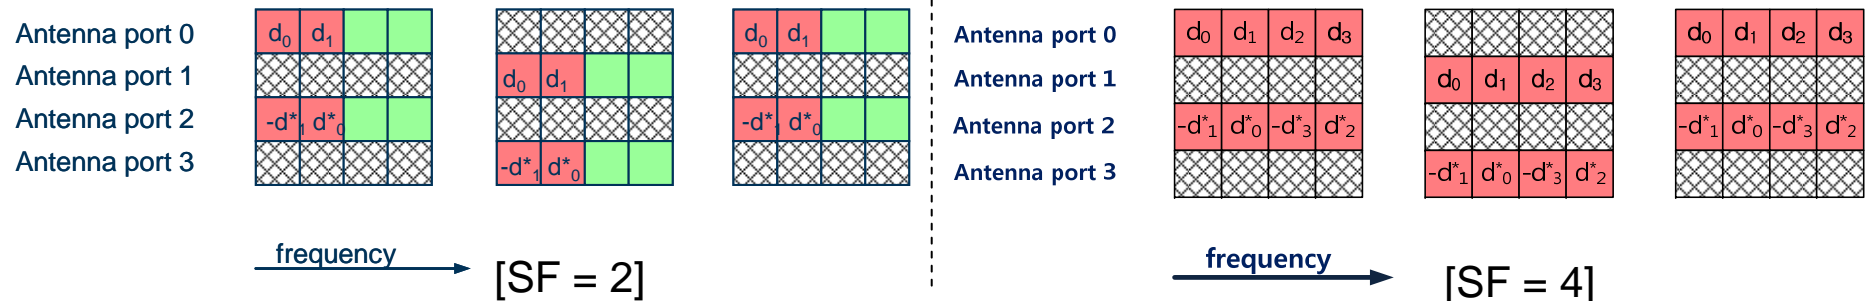 Antenna port 0
Antenna port 1
Antenna port 2
Antenna port 3
d₀ d₁
-d*₁ d*₀
d₀ d₁
-d*₁ d*₀
d₀ d₁
-d*₁ d*₀
frequency
[SF = 2]
Antenna port 0
Antenna port 1
Antenna port 2
Antenna port 3
d₀ d₁ d₂ d₃
-d*₁ d*₀ -d*₃ d*₂
d₀ d₁ d₂ d₃
-d*₁ d*₀ -d*₃ d*₂
d₀ d₁ d₂ d₃
-d*₁ d*₀ -d*₃ d*₂
frequency
[SF = 4]